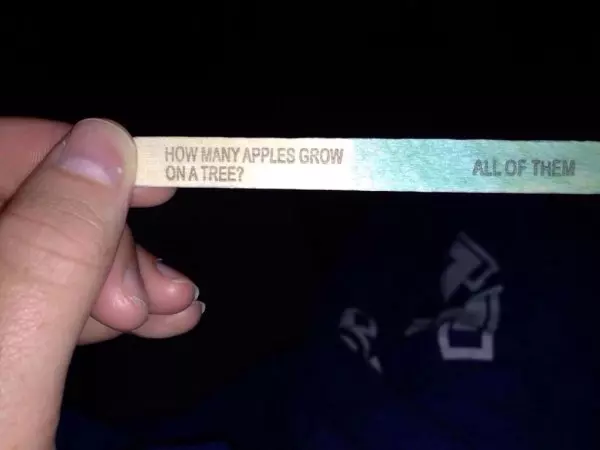 HOW MANY APPLES GROW
ON A TREE?
ALL OF THEM